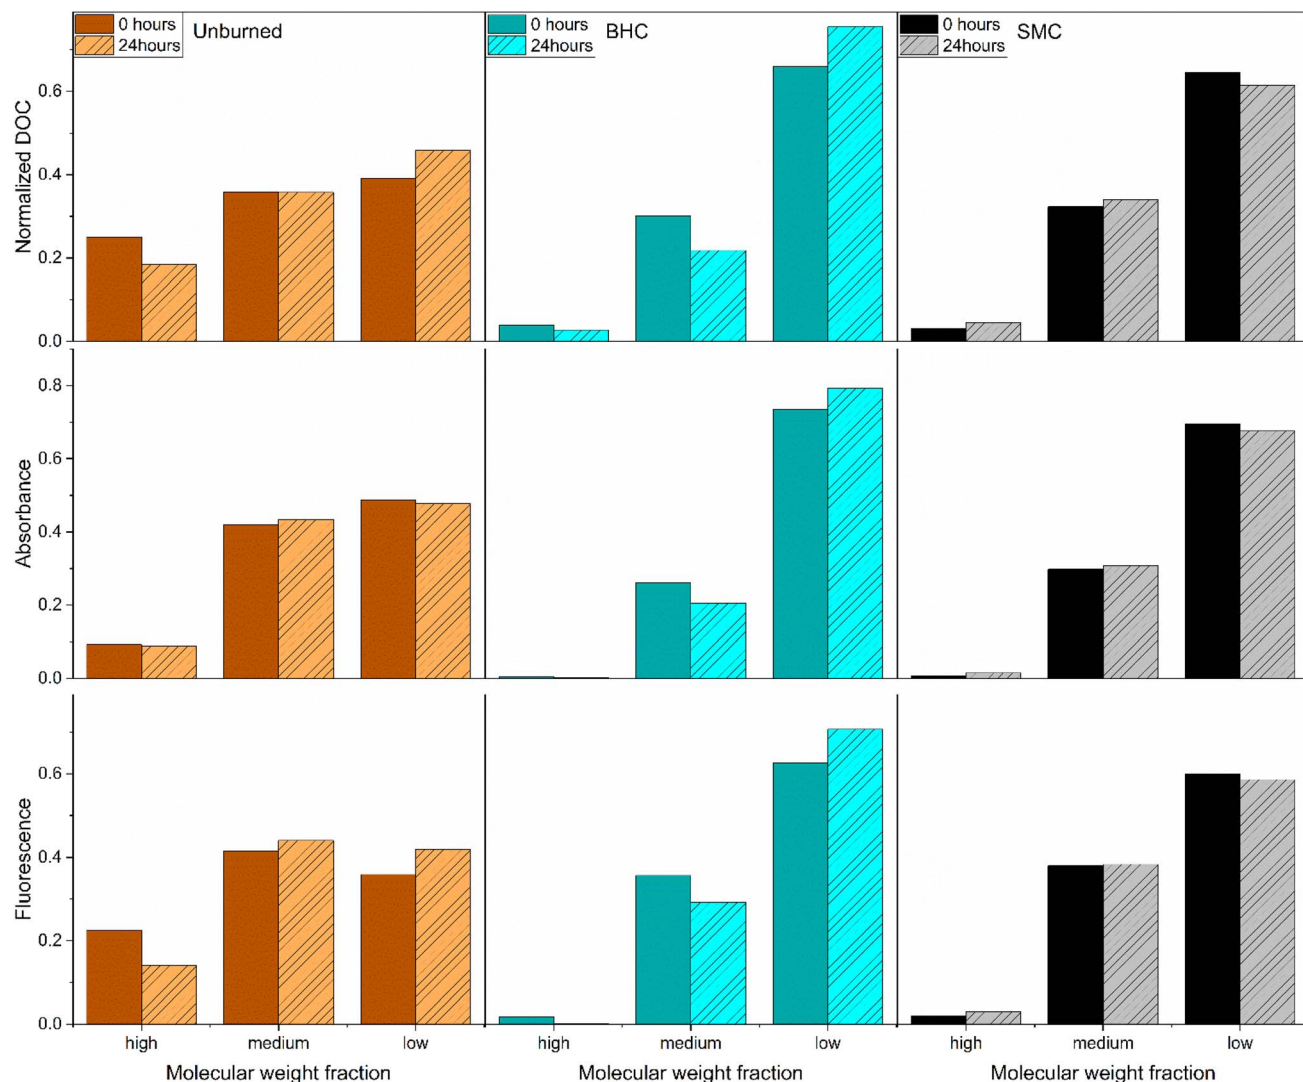 0 hours
24hours
Unburned
0 hours
24hours
BHC
0 hours
24hours
SMC
Normalized DOC
0.6
0.4
0.2
0.0
Absorbance
0.8
0.6
0.4
0.2
0.0
Fluorescence
0.6
0.4
0.2
0.0
high medium low
high medium low
high medium low
Molecular weight fraction
Molecular weight fraction
Molecular weight fraction